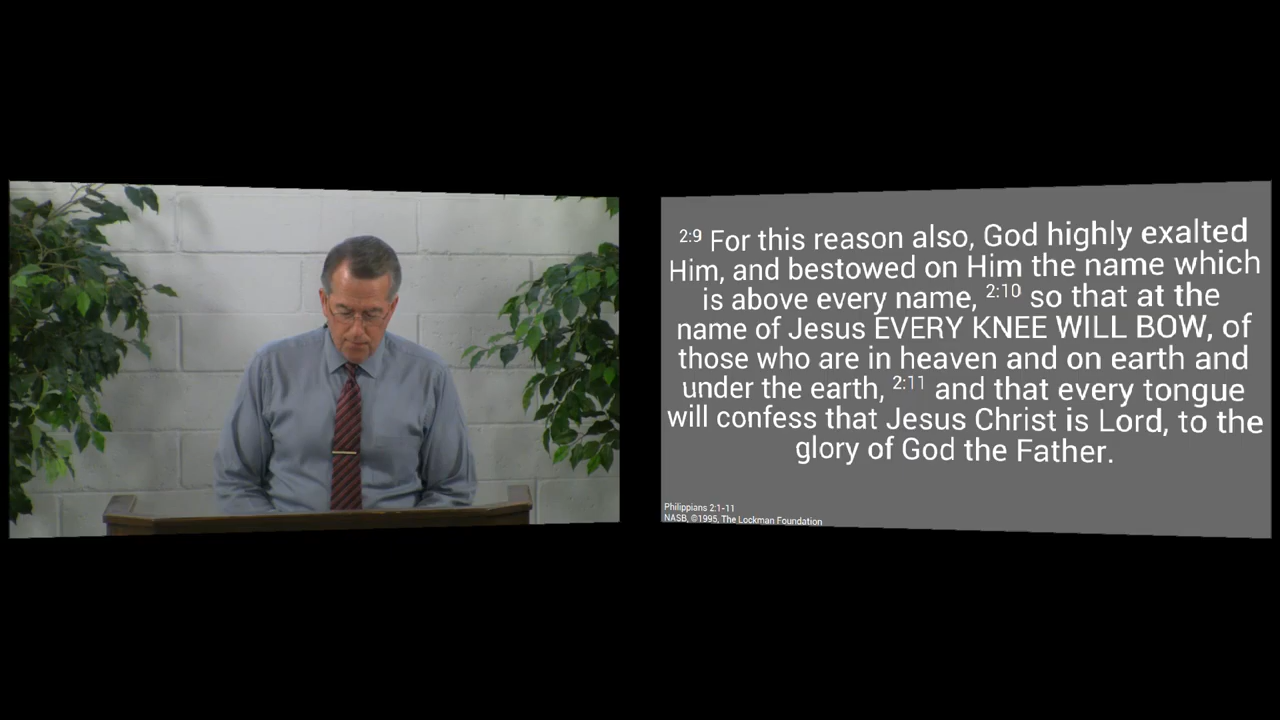 2:9 For this reason also, God highly exalted
Him, and bestowed on Him the name which
is above every name, 2:10 so that at the
name of Jesus EVERY KNEE WILL BOW, of
those who are in heaven and on earth and
under the earth, 2:11 and that every tongue
will confess that Jesus Christ is Lord, to the
glory of God the Father.
Philippians 2:1-11
NASB, ©1995, The Lockman Foundation